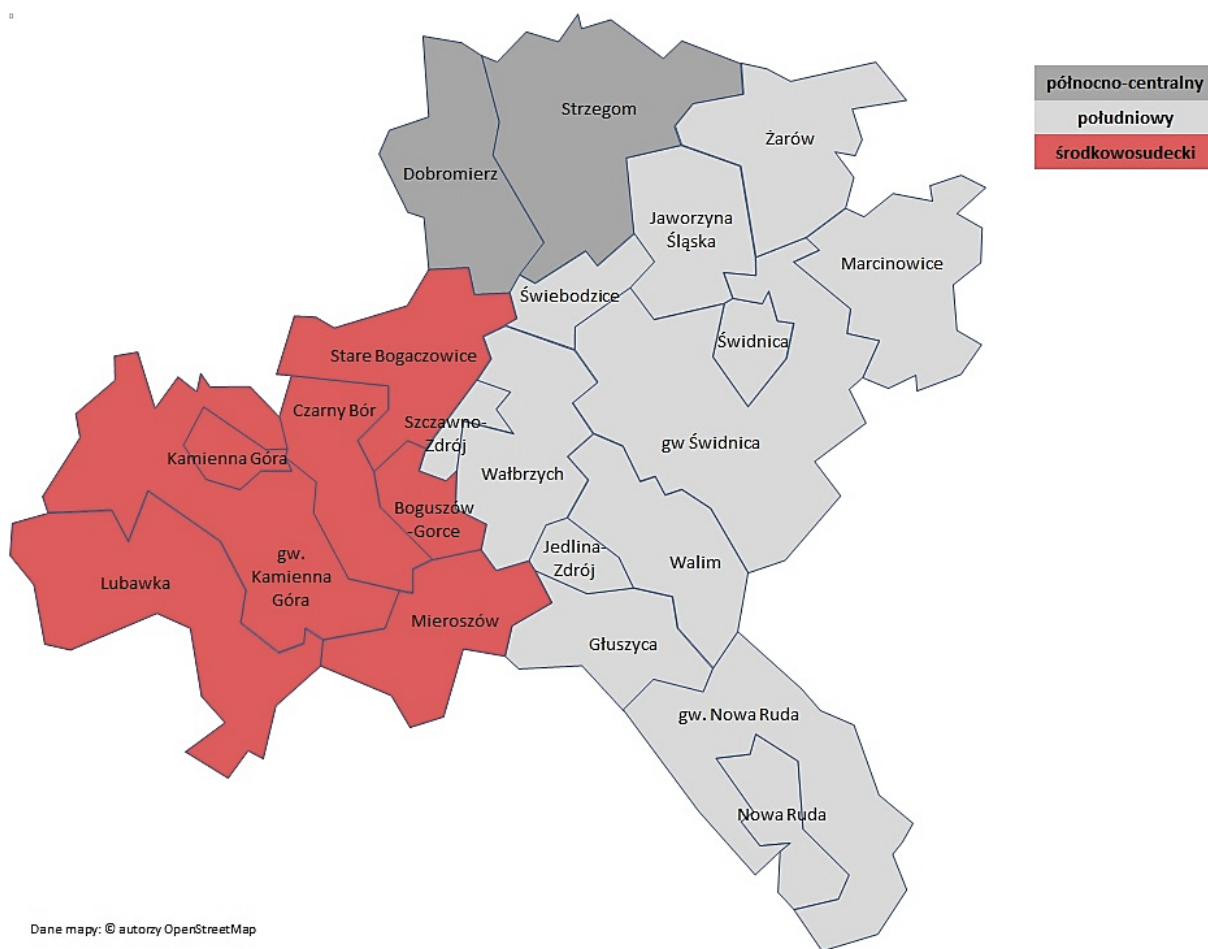 północno-centralny
południowy
środkowosudecki
Strzegom
Żarów
Dobromierz
Jaworzyna
Śląska
Marcinowice
Świebodzice
Świdnica
Stare Bogaczowice
Czarny Bór
Szczawno-
Zdrój
gw Świdnica
Kamienna Góra
Wałbrzych
Boguszów
-Gorce
Jedlina-
Zdrój
Walim
Lubawka
gw.
Kamienna
Góra
Mieroszów
Głuszyca
gw. Nowa Ruda
Nowa Ruda
Dane mapy: © autorzy OpenStreetMap